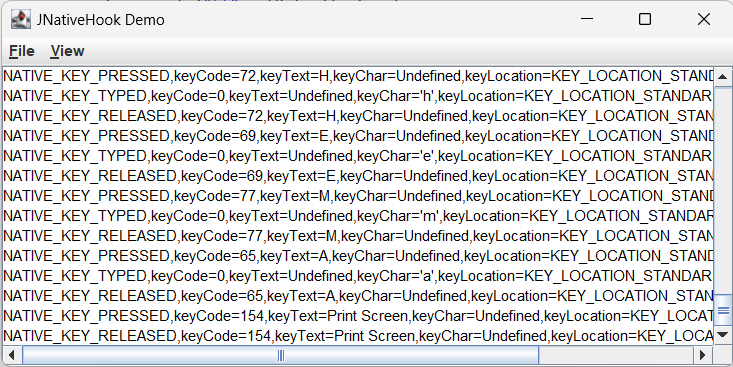 JNativeHook Demo
File View
NATIVE_KEY_PRESSED,keyCode=72,keyText=H,keyChar=Undefined,keyLocation=KEY_LOCATION_STAND
NATIVE_KEY_TYPED,keyCode=0,keyText=Undefined,keyChar='h',keyLocation=KEY_LOCATION_STANDAR
NATIVE_KEY_RELEASED,keyCode=72,keyText=H,keyChar=Undefined,keyLocation=KEY_LOCATION_STAN
NATIVE_KEY_PRESSED,keyCode=69,keyText=E,keyChar=Undefined,keyLocation=KEY_LOCATION_STAND
NATIVE_KEY_TYPED,keyCode=0,keyText=Undefined,keyChar='e',keyLocation=KEY_LOCATION_STANDAR
NATIVE_KEY_RELEASED,keyCode=69,keyText=E,keyChar=Undefined,keyLocation=KEY_LOCATION_STAN
NATIVE_KEY_PRESSED,keyCode=77,keyText=M,keyChar=Undefined,keyLocation=KEY_LOCATION_STAND
NATIVE_KEY_TYPED,keyCode=0,keyText=Undefined,keyChar='m',keyLocation=KEY_LOCATION_STANDAR
NATIVE_KEY_RELEASED,keyCode=77,keyText=M,keyChar=Undefined,keyLocation=KEY_LOCATION_STAN
NATIVE_KEY_PRESSED,keyCode=65,keyText=A,keyChar=Undefined,keyLocation=KEY_LOCATION_STAND
NATIVE_KEY_TYPED,keyCode=0,keyText=Undefined,keyChar='a',keyLocation=KEY_LOCATION_STANDAR
NATIVE_KEY_RELEASED,keyCode=65,keyText=A,keyChar=Undefined,keyLocation=KEY_LOCATION_STAN
NATIVE_KEY_PRESSED,keyCode=154,keyText=Print Screen,keyChar=Undefined,keyLocation=KEY_LOCAT
NATIVE_KEY_RELEASED,keyCode=154,keyText=Print Screen,keyChar=Undefined,keyLocation=KEY_LOCA